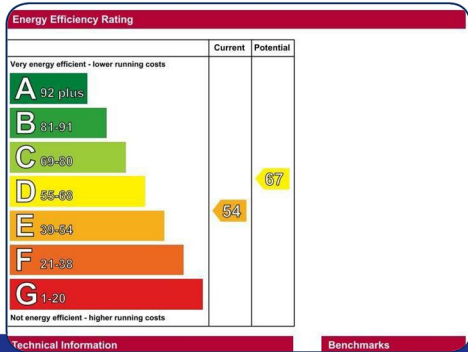 Energy Efficiency Rating
Current Potential
Very energy efficient - lower running costs
A 92 plus
B 81-91
C 69-80
67
D 55-68
54
E 39-54
F 21-38
G 1-20
Not energy efficient - higher running costs
Technical Information
Benchmarks